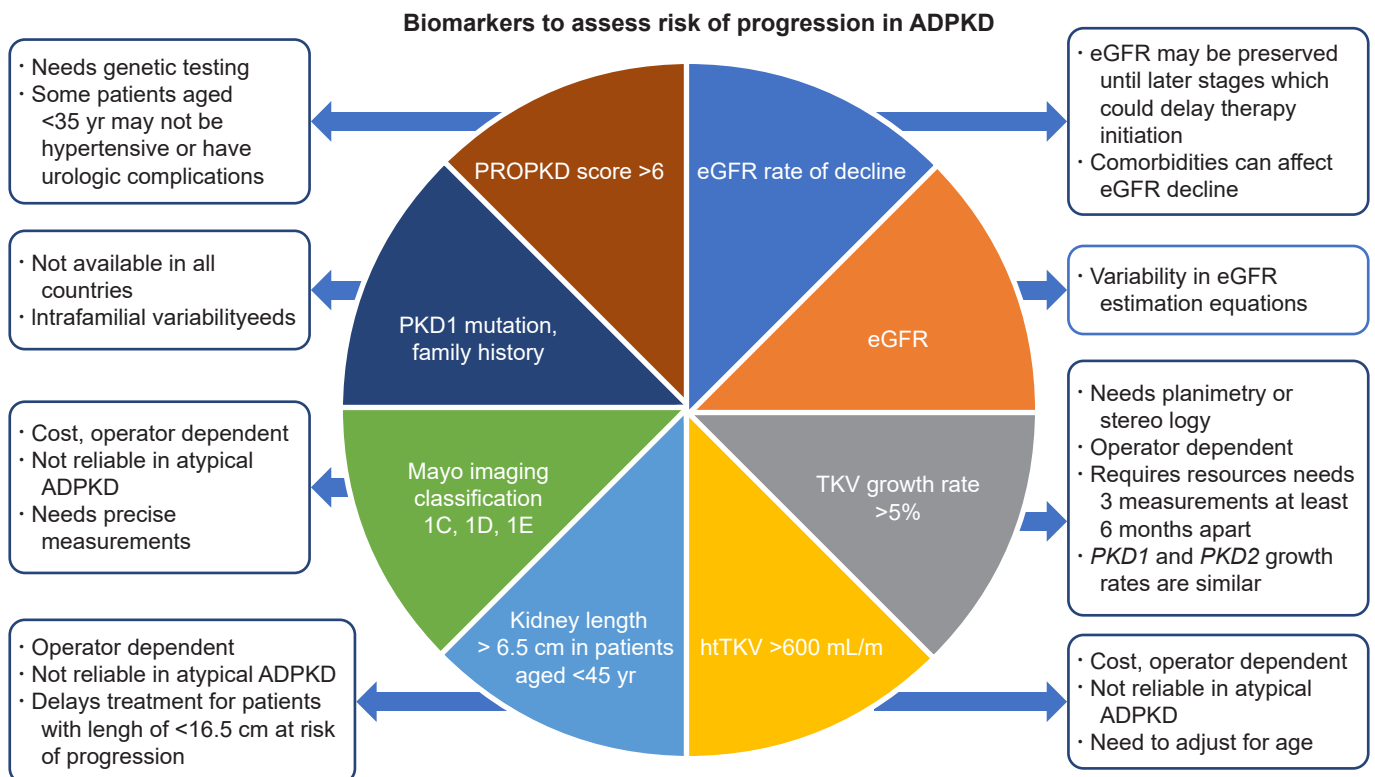 Biomarkers to assess risk of progression in ADPKD
· Needs genetic testing
· Some patients aged
<35 yr may not be
hypertensive or have
urologic complications
· Not available in all
countries
· Intrafamilial variabilityeeds
· Cost, operator dependent
· Not reliable in atypical
ADPKD
· Needs precise
measurements
· Operator dependent
· Not reliable in atypical ADPKD
· Delays treatment for patients
with lengh of <16.5 cm at risk
of progression
PROPKD score >6
eGFR rate of decline
PKD1 mutation,
family history
eGFR
Mayo imaging
classification
1C, 1D, 1E
TKV growth rate
>5%
Kidney length
> 6.5 cm in patients
aged <45 yr
htTKV >600 mL/m
· eGFR may be preserved
until later stages which
could delay therapy
initiation
· Comorbidities can affect
eGFR decline
· Variability in eGFR
estimation equations
· Needs planimetry or
stereo logy
· Operator dependent
· Requires resources needs
3 measurements at least
6 months apart
· PKD1 and PKD2 growth
rates are similar
· Cost, operator dependent
· Not reliable in atypical
ADPKD
· Need to adjust for age